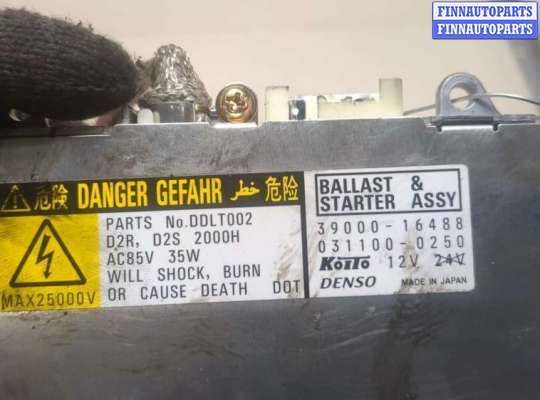 FINNAUTOPARTS
FINNAUTOPARTS
危険 DANGER GEFAHR خطر 危险
PARTS No.DDLT002
D2R, D2S 2000H
AC85V 35W
WILL SHOCK, BURN
OR CAUSE DEATH DOT
MAX25000V
BALLAST &
STARTER ASSY
39000-16488
031100-0250
KOITO 12V 24V
DENSO MADE IN JAPAN